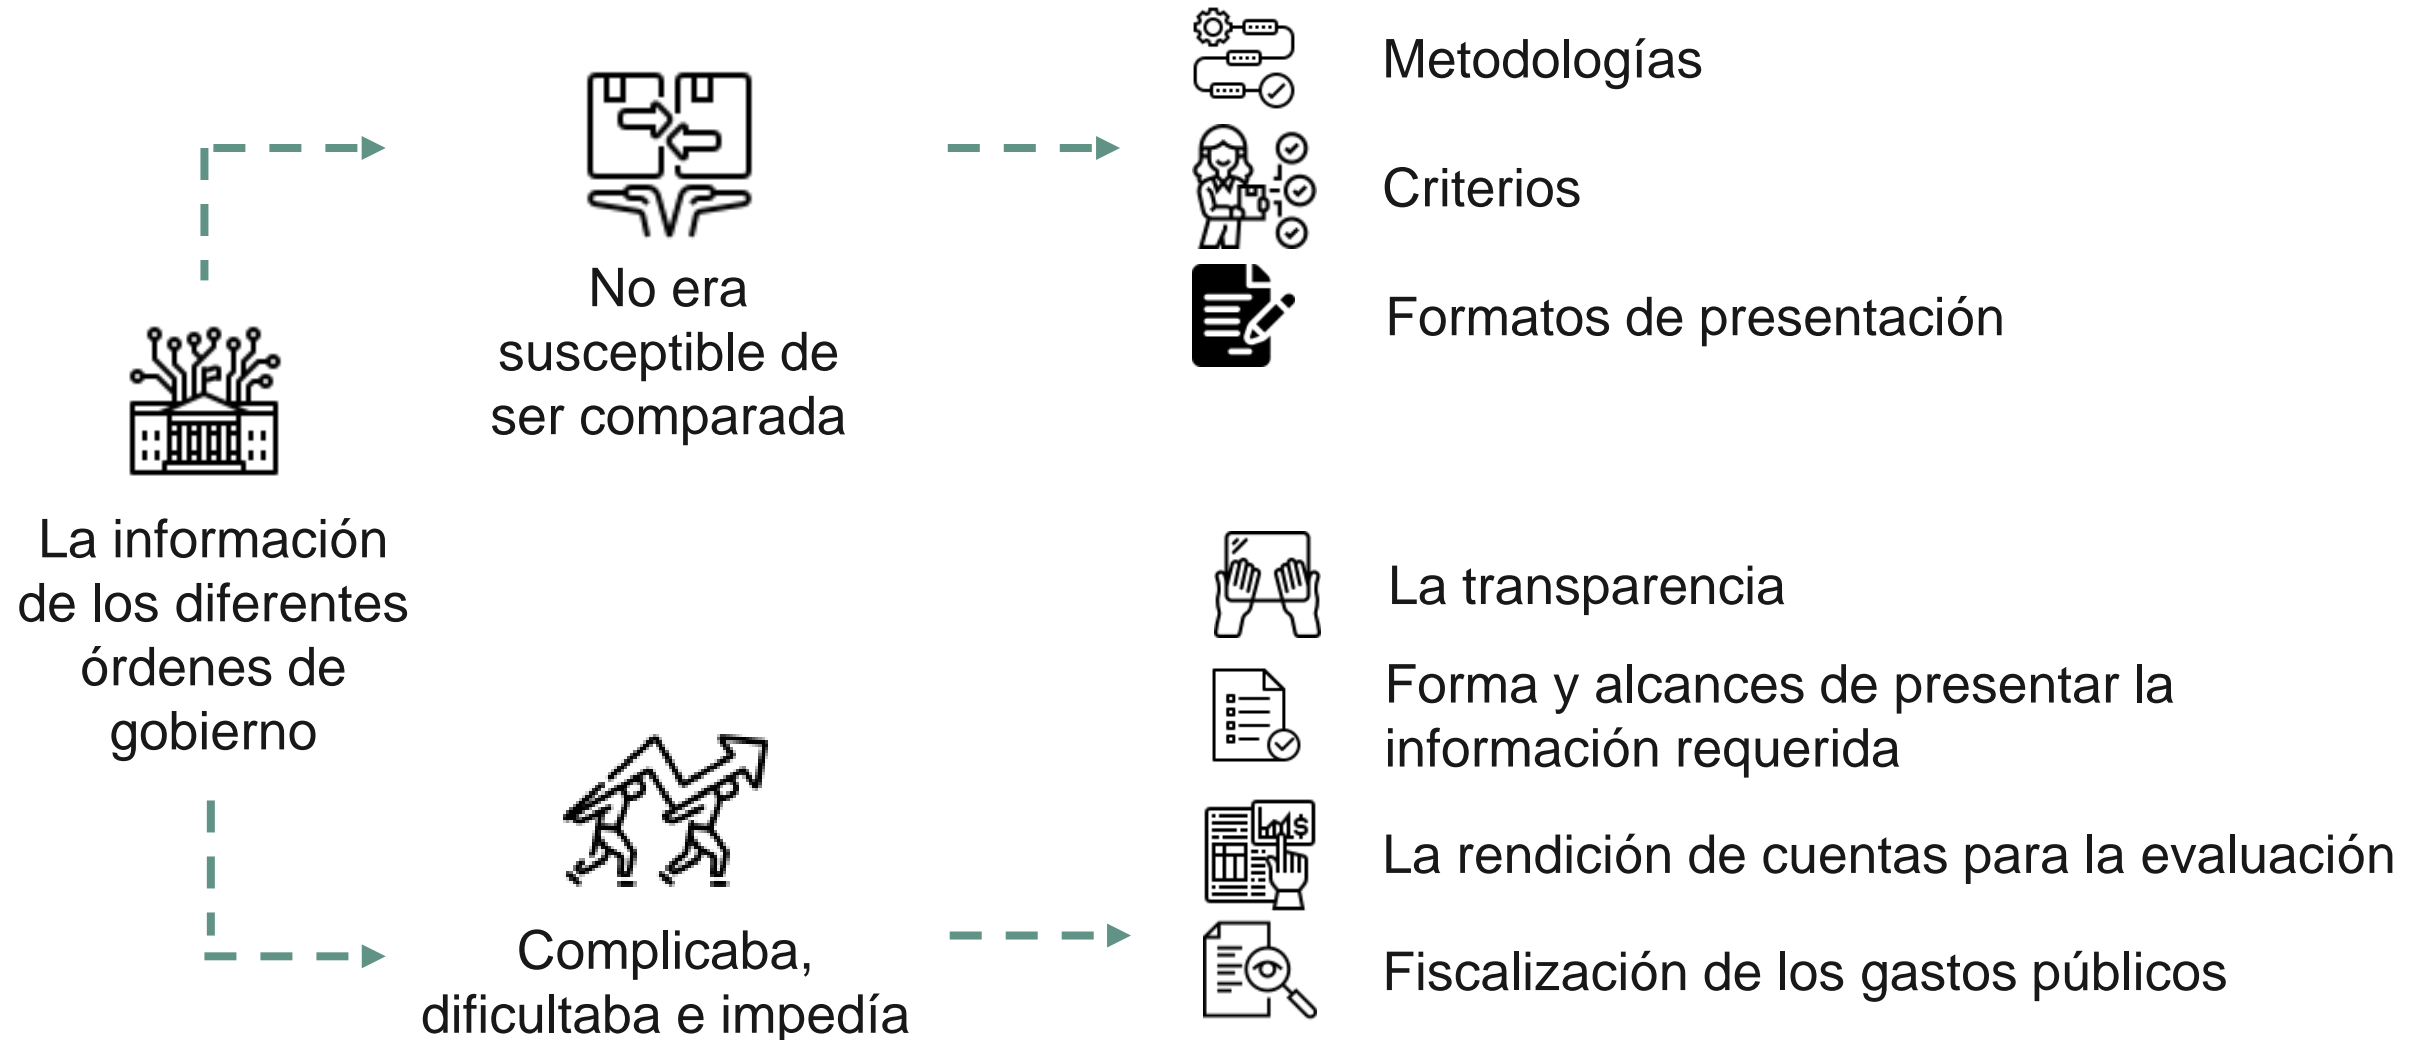 La información
de los diferentes
órdenes de
gobierno
No era
susceptible de
ser comparada
Metodologías
Criterios
Formatos de presentación
Complicaba,
dificultaba e impedía
La transparencia
Forma y alcances de presentar la
información requerida
La rendición de cuentas para la evaluación
Fiscalización de los gastos públicos